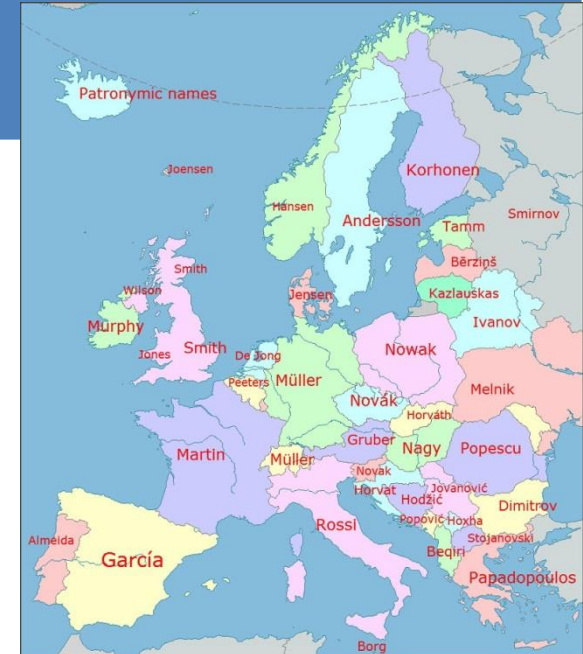 Patronymic names
Joensen
Korhonen
Hansen
Andersson
Smirnov
Tamm
Bērziņš
Smith
Wilson
Jensen
Kazlauskas
Ivanov
Murphy
Jones
Smith
De Jong
Nowak
Peeters
Müller
Melnik
Novák
Horváth
Martin
Gruber
Nagy
Popescu
Müller
Novak
Jovanović
Horvat
Hodžić
Dimitrov
Rossi
Popović
Hoxha
Stojanovski
Almeida
García
Beqiri
Papadopoulos
Borg